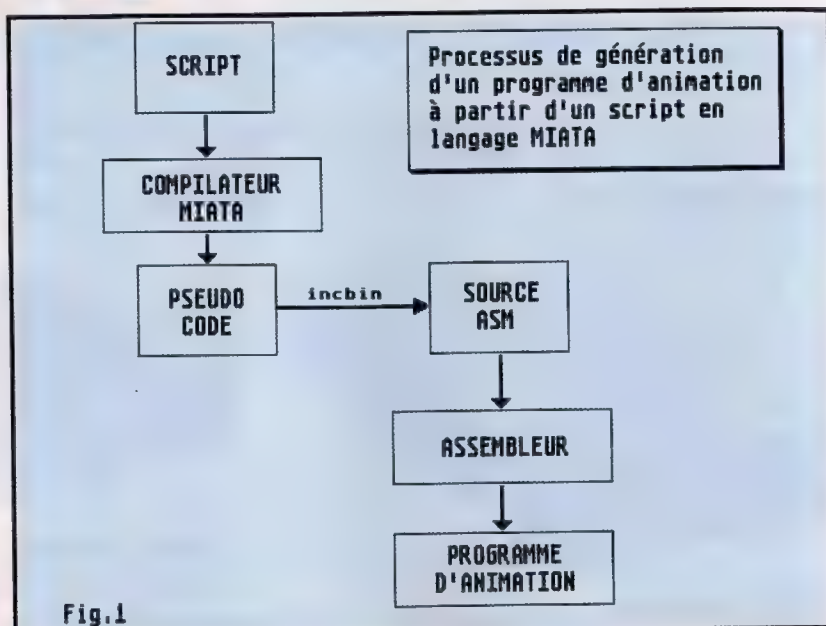 SCRIPT
Processus de génération
d'un programme d'animation
à partir d'un script en
langage MIATA
COMPILATEUR
MIATA
PSEUDO
CODE
incbin
SOURCE
ASM
ASSEMBLEUR
PROGRAMME
D'ANIMATION
Fig.1